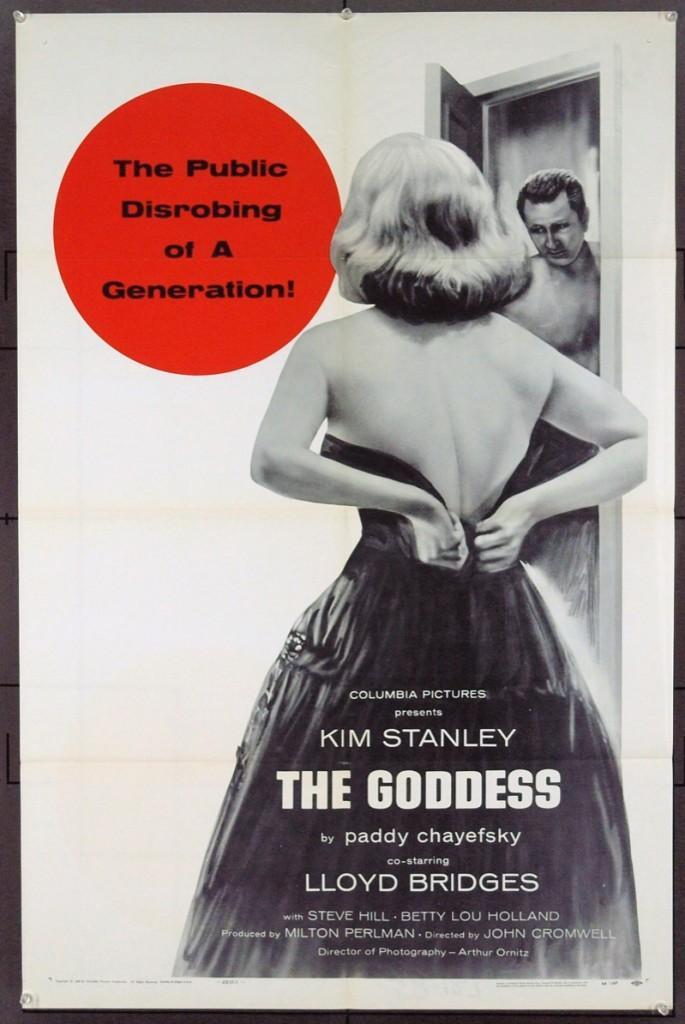 The Public
Disrobing
of A
Generation!
COLUMBIA PICTURES
presents
KIM STANLEY
THE GODDESS
by paddy chayefsky
co-starring
LLOYD BRIDGES
with STEVE HILL · BETTY LOU HOLLAND
Produced by MILTON PERLMAN · Directed by JOHN CROMWELL
Director of Photography — Arthur Ornitz